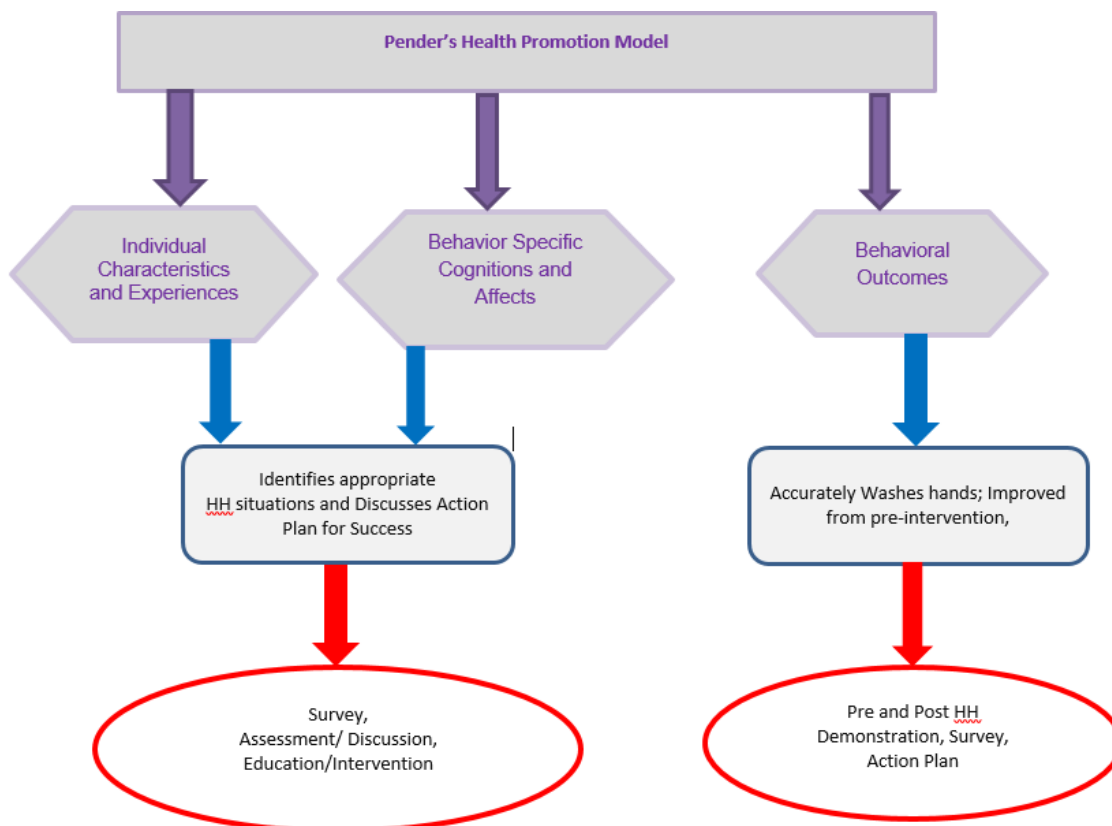 Pender’s Health Promotion Model
Individual
Characteristics
and Experiences
Behavior Specific
Cognitions and
Affects
Behavioral
Outcomes
Identifies appropriate
HH situations and Discusses Action
Plan for Success
Accurately Washes hands; Improved
from pre-intervention,
Survey,
Assessment/ Discussion,
Education/Intervention
Pre and Post HH
Demonstration, Survey,
Action Plan